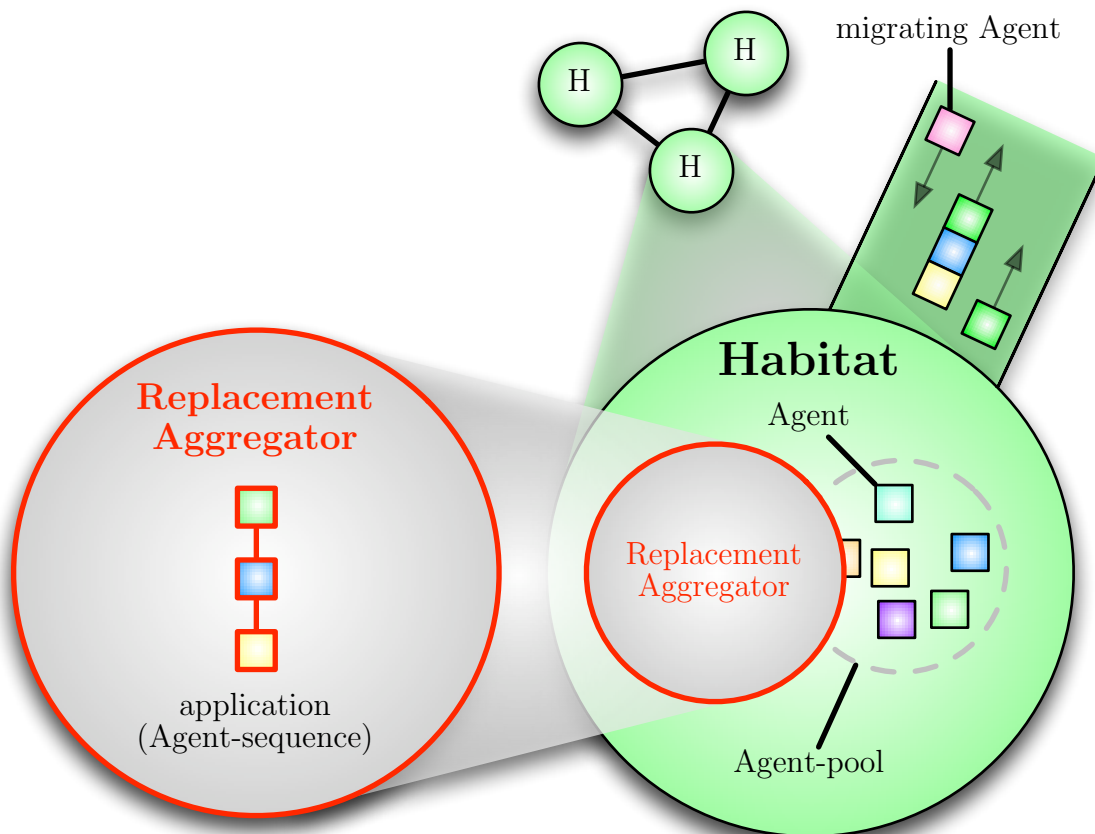 migrating Agent
H
H
H
Habitat
Agent
Replacement
Aggregator
Replacement
Aggregator
application
(Agent-sequence)
Agent-pool